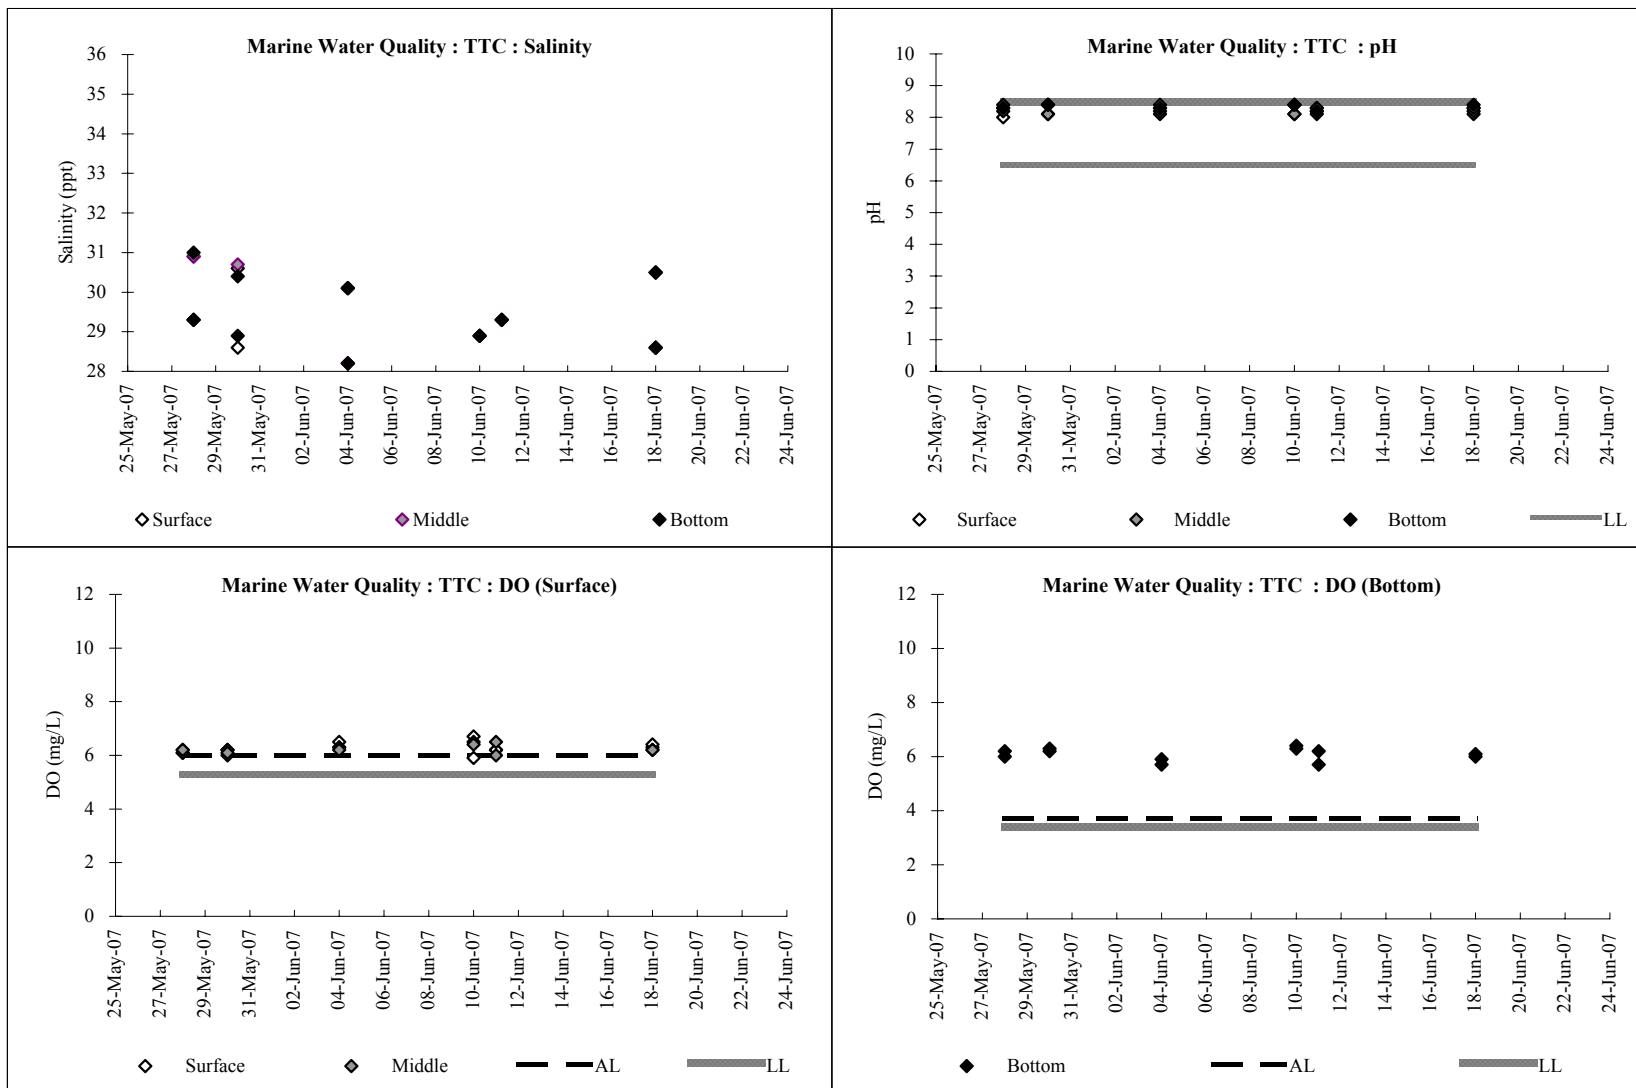 Marine Water Quality : TTC : Salinity
36
35
34
33
32
31
30
29
28
Salinity (ppt)
25-May-07
27-May-07
29-May-07
31-May-07
02-Jun-07
04-Jun-07
06-Jun-07
08-Jun-07
10-Jun-07
12-Jun-07
14-Jun-07
16-Jun-07
18-Jun-07
20-Jun-07
22-Jun-07
24-Jun-07
Surface Middle Bottom
Marine Water Quality : TTC : pH
10
9
8
7
6
5
4
3
2
1
0
pH
25-May-07
27-May-07
29-May-07
31-May-07
02-Jun-07
04-Jun-07
06-Jun-07
08-Jun-07
10-Jun-07
12-Jun-07
14-Jun-07
16-Jun-07
18-Jun-07
20-Jun-07
22-Jun-07
24-Jun-07
Surface Middle Bottom LL
Marine Water Quality : TTC : DO (Surface)
12
10
8
6
4
2
0
DO (mg/L)
25-May-07
27-May-07
29-May-07
31-May-07
02-Jun-07
04-Jun-07
06-Jun-07
08-Jun-07
10-Jun-07
12-Jun-07
14-Jun-07
16-Jun-07
18-Jun-07
20-Jun-07
22-Jun-07
24-Jun-07
Surface Middle AL LL
Marine Water Quality : TTC : DO (Bottom)
12
10
8
6
4
2
0
DO (mg/L)
25-May-07
27-May-07
29-May-07
31-May-07
02-Jun-07
04-Jun-07
06-Jun-07
08-Jun-07
10-Jun-07
12-Jun-07
14-Jun-07
16-Jun-07
18-Jun-07
20-Jun-07
22-Jun-07
24-Jun-07
Bottom AL LL